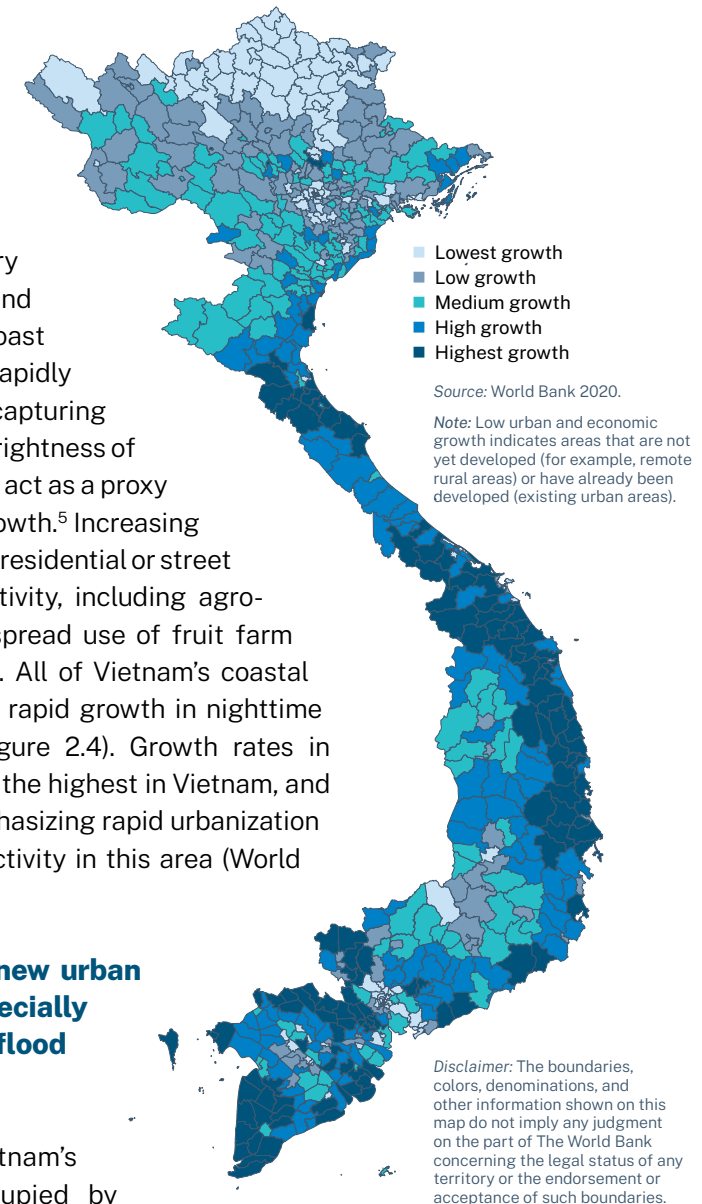 ry
nd
past
apidly
capturing
rightness of
act as a proxy
owth.⁵ Increasing
residential or street
tivity, including agro-
spread use of fruit farm
. All of Vietnam’s coastal
rapid growth in nighttime
gure 2.4). Growth rates in
the highest in Vietnam, and
hasizing rapid urbanization
ctivity in this area (World
new urban
pecially
flood
tnam’s
upied by
Lowest growth
Low growth
Medium growth
High growth
Highest growth
Source: World Bank 2020.
Note: Low urban and economic
growth indicates areas that are not
yet developed (for example, remote
rural areas) or have already been
developed (existing urban areas).
Disclaimer: The boundaries,
colors, denominations, and
other information shown on this
map do not imply any judgment
on the part of The World Bank
concerning the legal status of any
territory or the endorsement or
acceptance of such boundaries.